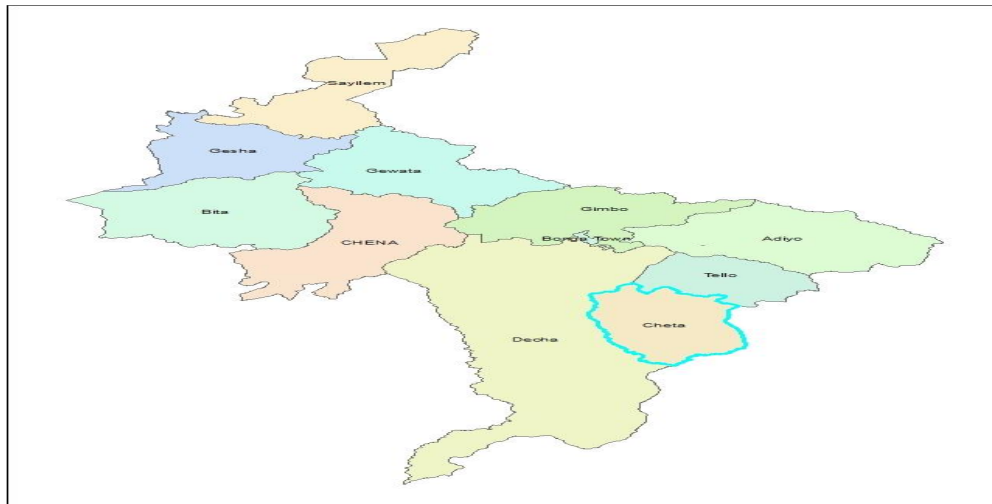 Sayilem
Gesha
Gewata
Bita
Gimbo
CHENA
Bonga Town
Adiyo
Tello
Cheta
Decha